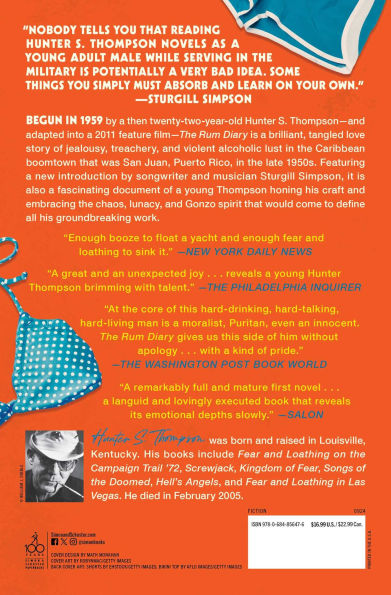 "NOBODY TELLS YOU THAT READING
HUNTER S. THOMPSON NOVELS AS A
YOUNG ADULT MALE WHILE SERVING IN THE
MILITARY IS POTENTIALLY A VERY BAD IDEA. SOME
THINGS YOU SIMPLY MUST ABSORB AND LEARN ON YOUR OWN."
—STURGILL SIMPSON
BEGUN IN 1959 by a then twenty-two-year-old Hunter S. Thompson—and
adapted into a 2011 feature film—The Rum Diary is a brilliant, tangled love
story of jealousy, treachery, and violent alcoholic lust in the Caribbean
boomtown that was San Juan, Puerto Rico, in the late 1950s. Featuring
a new introduction by songwriter and musician Sturgill Simpson, it is
also a fascinating document of a young Thompson honing his craft and
embracing the chaos, lunacy, and Gonzo spirit that would come to define
all his groundbreaking work.
"Enough booze to float a yacht and enough fear and
loathing to sink it." —NEW YORK DAILY NEWS
"A great and an unexpected joy . . . reveals a young Hunter
Thompson brimming with talent." —THE PHILADELPHIA INQUIRER
"At the core of this hard-drinking, hard-talking,
hard-living man is a moralist, Puritan, even an innocent.
The Rum Diary gives us this side of him without
apology . . . with a kind of pride."
—THE WASHINGTON POST BOOK WORLD
"A remarkably full and mature first novel . . .
a languid and lovingly executed book that reveals
its emotional depths slowly." —SALON
Hunter S. Thompson was born and raised in Louisville,
Kentucky. His books include Fear and Loathing on the
Campaign Trail '72, Screwjack, Kingdom of Fear, Songs of
the Doomed, Hell's Angels, and Fear and Loathing in Las
Vegas. He died in February 2005.
FICTION 0924
ISBN 978-0-684-85647-6 $16.99 U.S./ $22.99 Can.
PRINTED IN THE U.S.A.
100
YEARS
SIMON &
SCHUSTER
PAPERBACKS
SimonandSchuster.com
@simonbooks
COVER DESIGN BY MATH MONAHAN
COVER ART BY ROBYNMAC/GETTY IMAGES